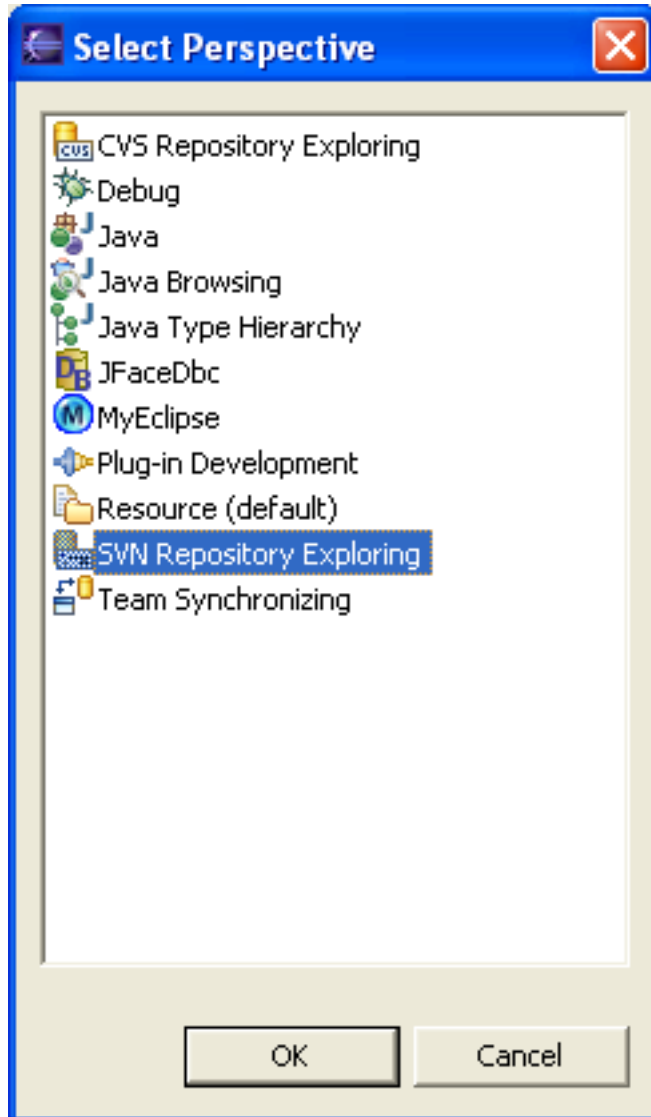 Select Perspective
CVS Repository Exploring
Debug
Java
Java Browsing
Java Type Hierarchy
JFaceDbc
MyEclipse
Plug-in Development
Resource (default)
SVN Repository Exploring
Team Synchronizing
OK Cancel